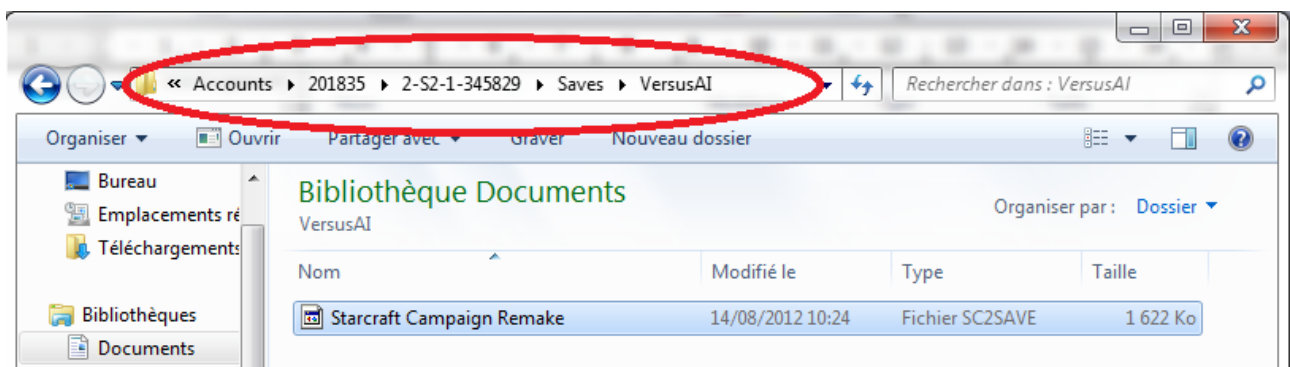 « Accounts ▸ 201835 ▸ 2-S2-1-345829 ▸ Saves ▸ VersusAI
Rechercher dans : VersusAI
Organiser Ouvrir Partager avec Graver Nouveau dossier
Bureau
Emplacements ré
Téléchargements
Bibliothèques
Documents
Bibliothèque Documents
VersusAI
Organiser par : Dossier
Nom Modifié le Type Taille
Starcraft Campaign Remake 14/08/2012 10:24 Fichier SC2SAVE 1 622 Ko